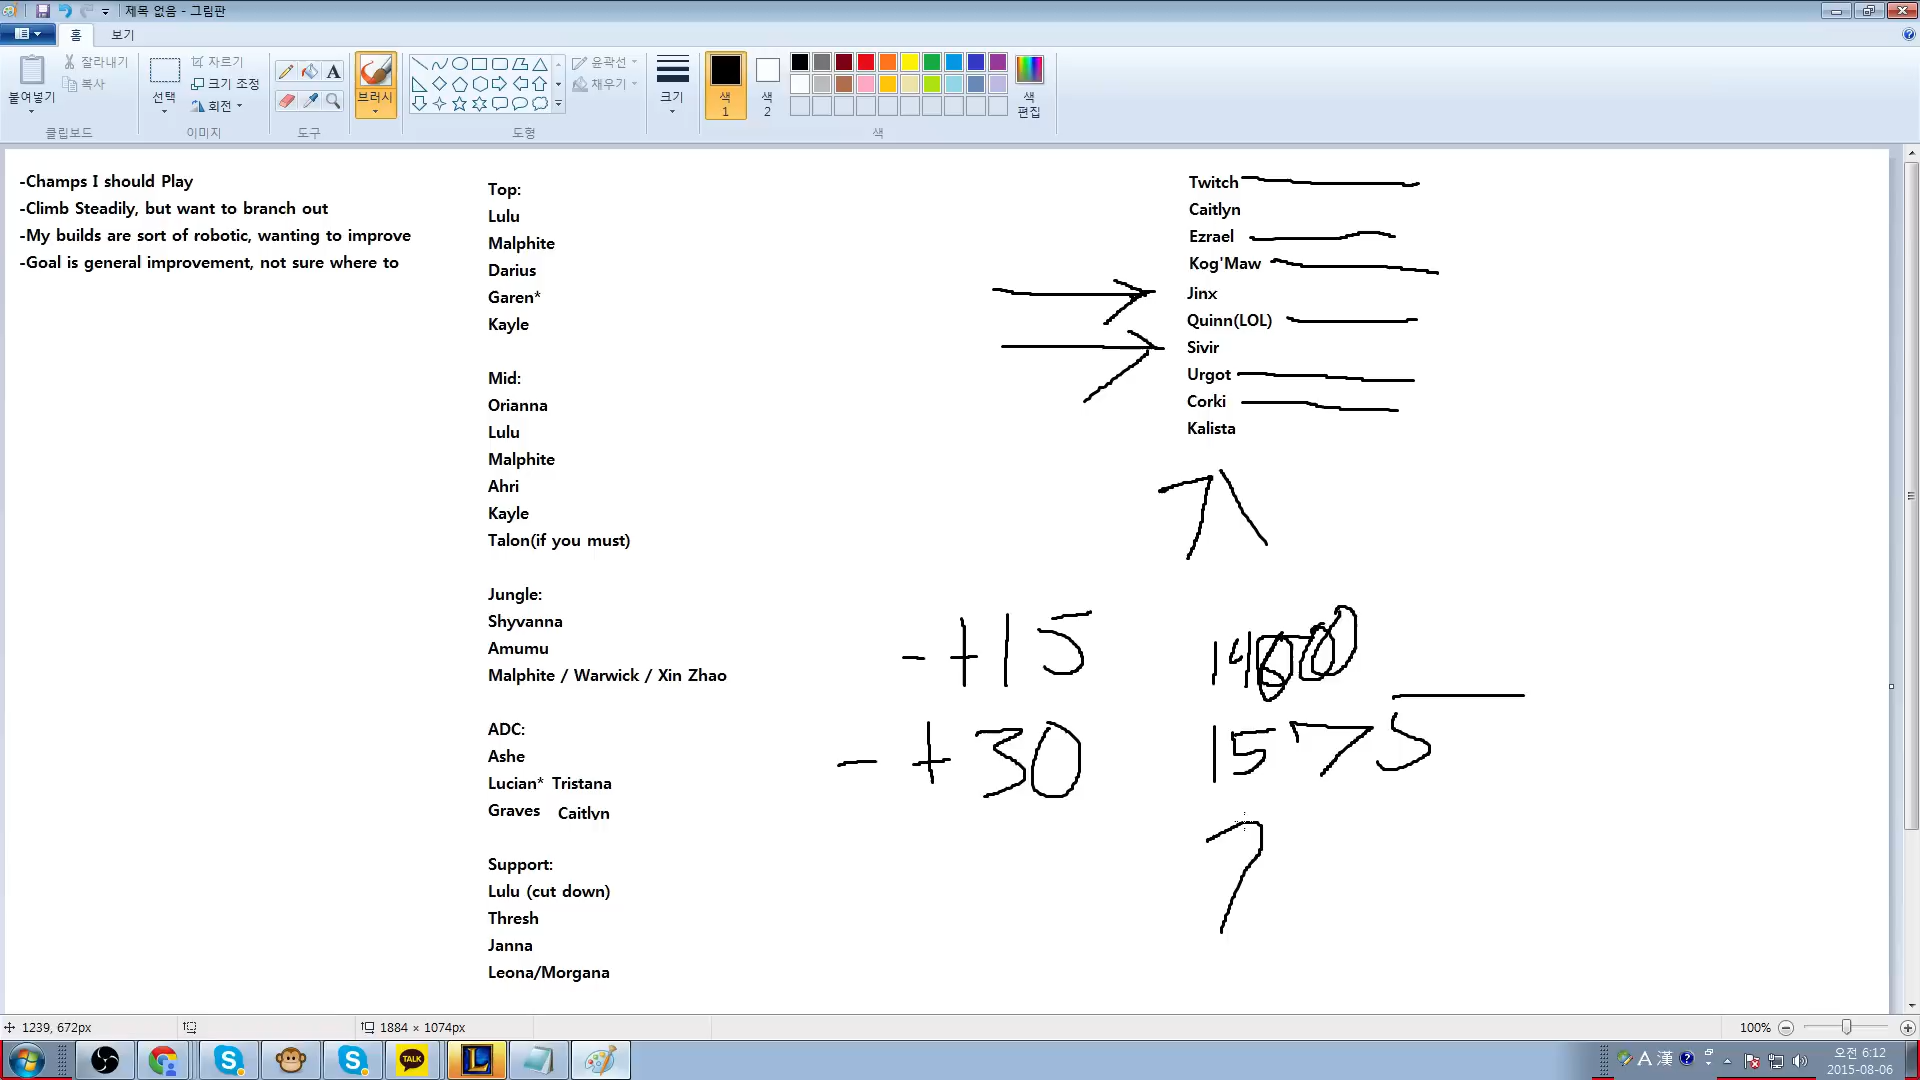 제목 없음 - 그림판
홈 보기
붙여넣기
잘라내기
복사
클립보드
선택
자르기
크기 조정
회전
이미지
A
도구
브러시
윤곽선
채우기
도형
크기
색 1
색 2
색 편집
색
-Champs I should Play
-Climb Steadily, but want to branch out
-My builds are sort of robotic, wanting to improve
-Goal is general improvement, not sure where to
Top:
Lulu
Malphite
Darius
Garen*
Kayle
Mid:
Orianna
Lulu
Malphite
Ahri
Kayle
Talon(if you must)
Jungle:
Shyvanna
Amumu
Malphite / Warwick / Xin Zhao
ADC:
Ashe
Lucian* Tristana
Graves Caitlyn
Support:
Lulu (cut down)
Thresh
Janna
Leona/Morgana
Twitch
Caitlyn
Ezrael
Kog'Maw
Jinx
Quinn(LOL)
Sivir
Urgot
Corki
Kalista
- +15
- +30
1575
7
1239, 672px
1884 × 1074px
100%
TALK
L
A 漢
오전 6:12
2015-08-06